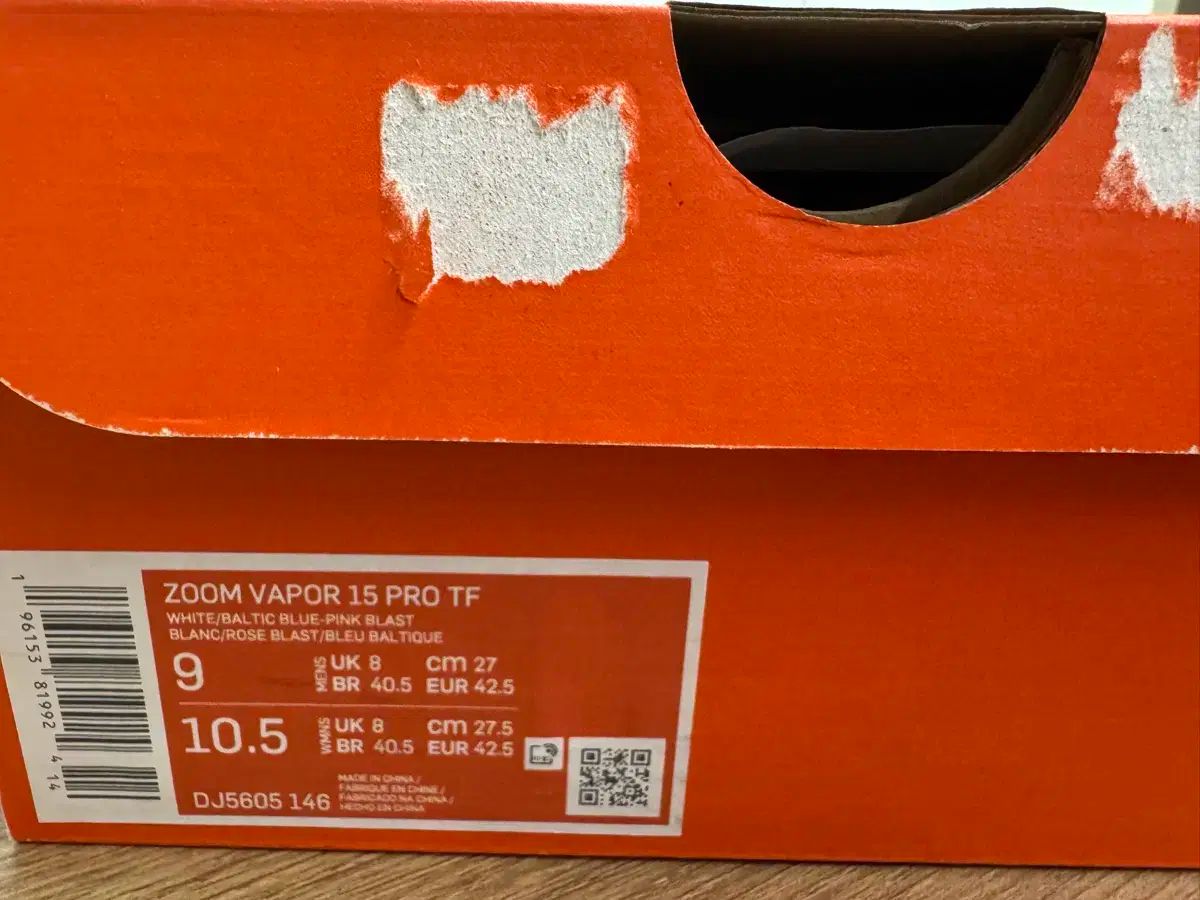 ZOOM VAPOR 15 PRO TF
WHITE/BALTIC BLUE-PINK BLAST
BLANC/ROSE BLAST/BLEU BALTIQUE
9 MENS UK 8 cm 27
BR 40.5 EUR 42.5
10.5 WMNS UK 8 cm 27.5
BR 40.5 EUR 42.5
MADE IN CHINA /
FABRIQUE EN CHINE /
FABRICADO NA CHINA /
HECHO EN CHINA
DJ5605 146
1 96153 81992 4 14